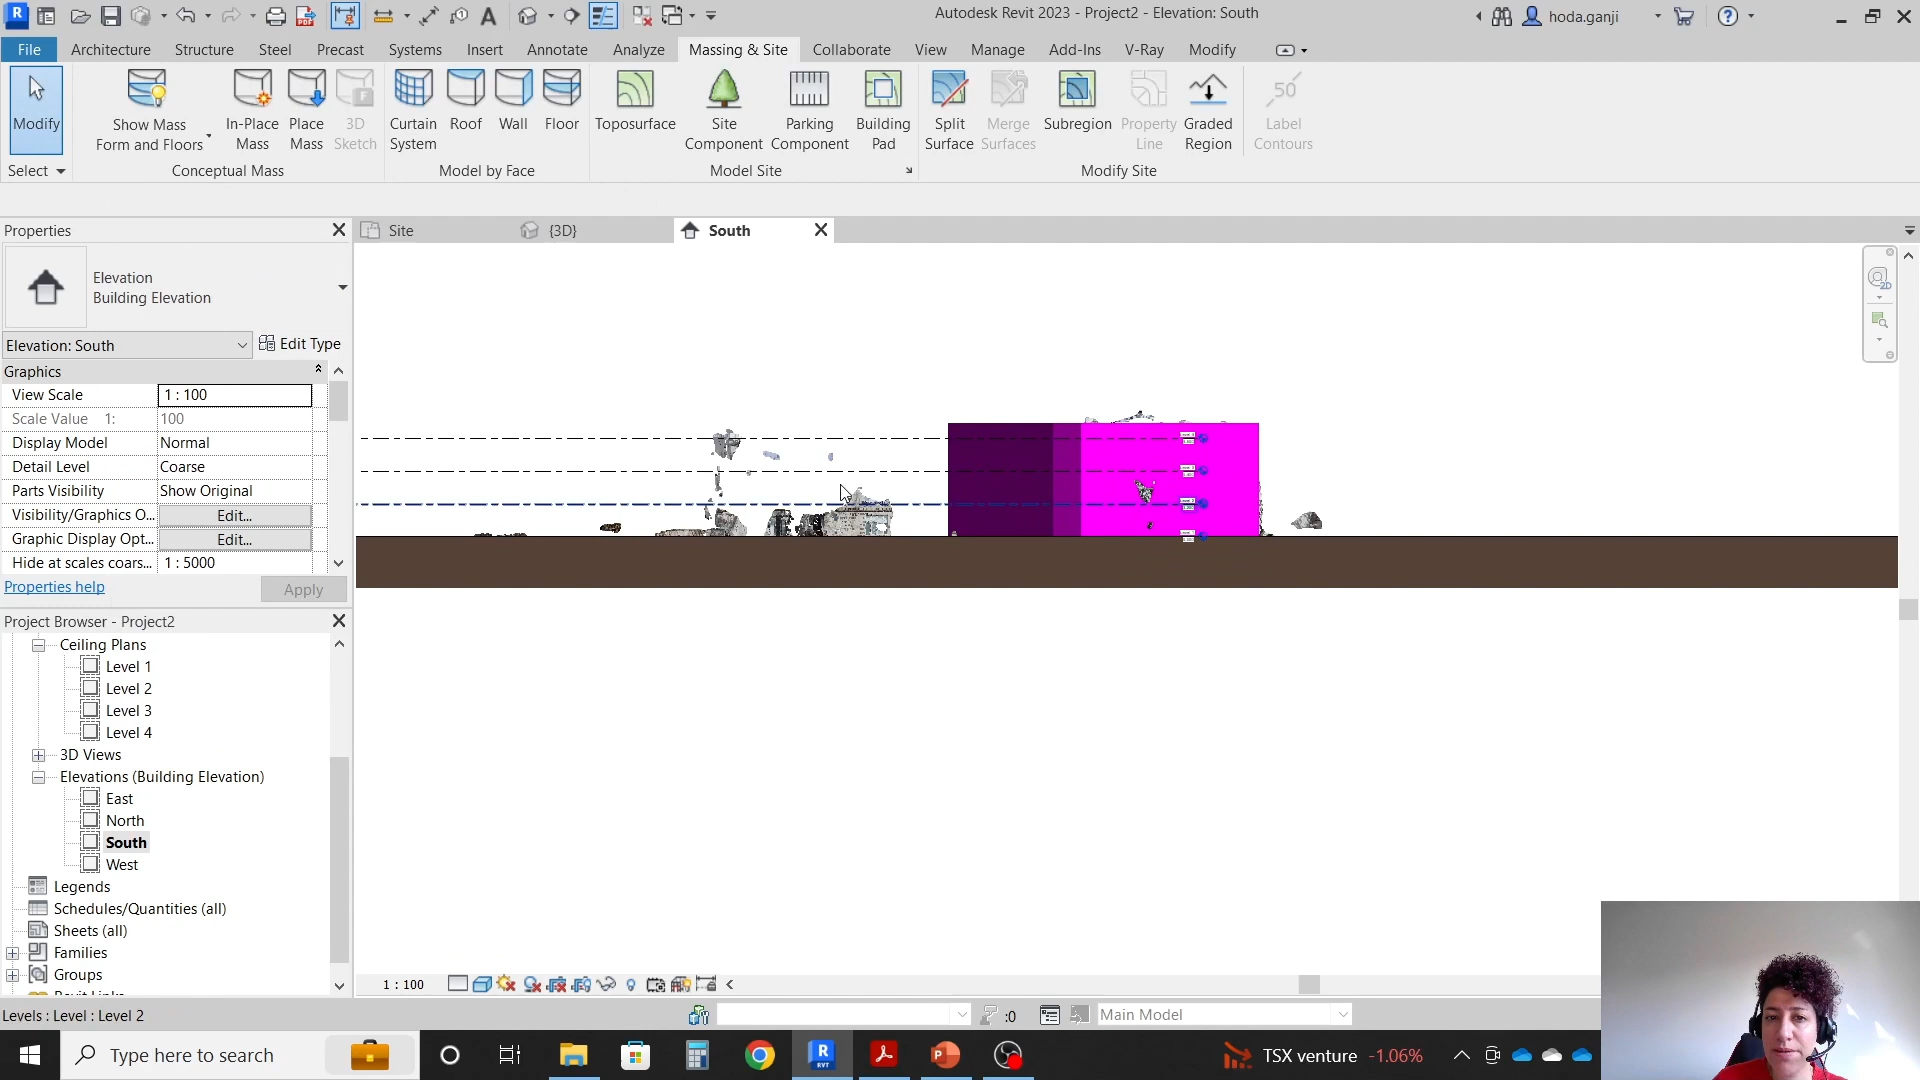 Autodesk Revit 2023 - Project2 - Elevation: South
hoda.ganji
File Architecture Structure Steel Precast Systems Insert Annotate Analyze Massing & Site Collaborate View Manage Add-Ins V-Ray Modify
Modify
Show Mass
Form and Floors
In-Place
Mass
Place
Mass
3D
Sketch
Curtain
System
Roof
Wall
Floor
Toposurface
Site
Component
Parking
Component
Building
Pad
Split
Surface
Merge
Surfaces
Subregion
Property
Line
Graded
Region
50
Label
Contours
Select
Conceptual Mass
Model by Face
Model Site
Modify Site
Properties
Site
{3D}
South
Elevation
Building Elevation
Elevation: South
Edit Type
Graphics
View Scale 1 : 100
Scale Value 1: 100
Display Model Normal
Detail Level Coarse
Parts Visibility Show Original
Visibility/Graphics O... Edit...
Graphic Display Opt... Edit...
Hide at scales coars... 1 : 5000
Properties help
Apply
2D
Project Browser - Project2
Ceiling Plans
Level 1
Level 2
Level 3
Level 4
3D Views
Elevations (Building Elevation)
East
North
South
West
Legends
Schedules/Quantities (all)
Sheets (all)
Families
Groups
Revit Links
1 : 100
Levels : Level : Level 2
:0
Main Model
Type here to search
R
RVT
TSX venture -1.06%